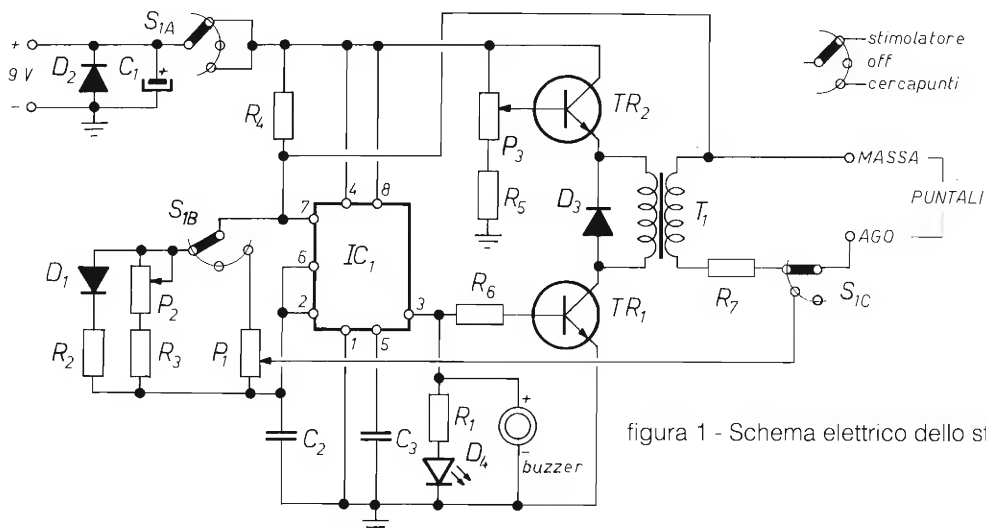 S1A
+
9 V
-
D2
C1
+
R4
stimolatore
off
cercapunti
TR2
P3
R5
D3
T1
MASSA
PUNTALI
AGO
S1B
7
4
8
6
2
IC1
3
1
5
R6
TR1
R7
S1C
D1
P2
R2
R3
P1
C2
C3
R1
D4
+
-
buzzer
figura 1 - Schema elettrico dello